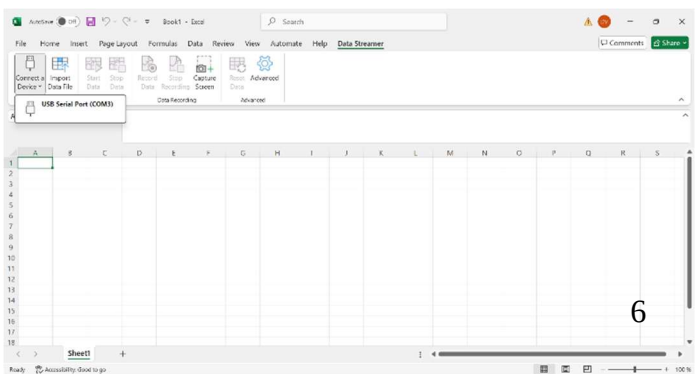 AutoSave Off Book1 - Excel Search
File Home Insert Page Layout Formulas Data Review View Automate Help Data Streamer Comments Share
Connect a Device Import Data File Start Data Stop Data Record Data Stop Recording Capture Screen Reset Data Advanced
Data Recording Advanced
USB Serial Port (COM3)
A B C D E F G H I J K L M N O P Q R S
1
2
3
4
5
6
7
8
9
10
11
12
13
14
15
16
17
18
6
Sheet1
Ready Accessibility: Good to go 100%